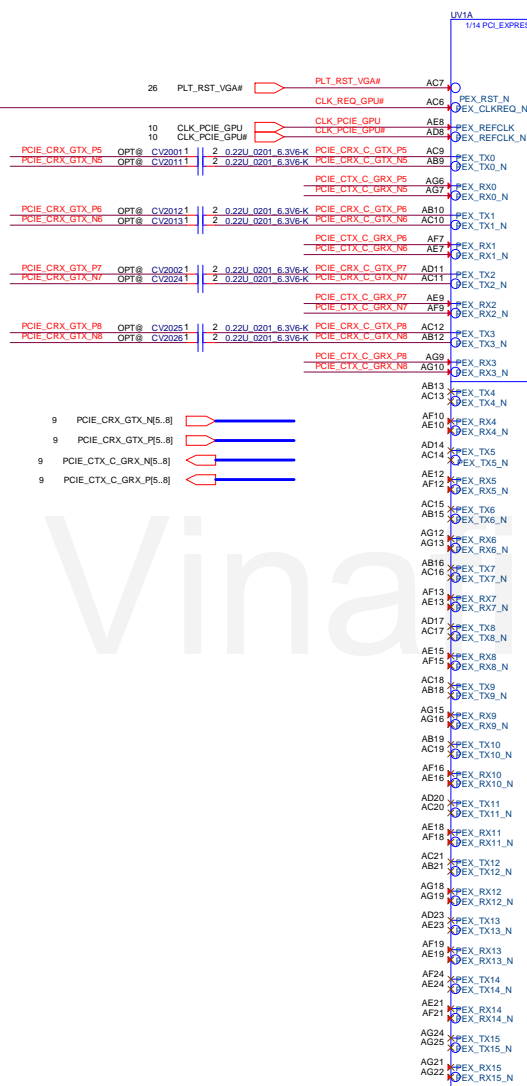 UV1A
1/14 PCI_EXPRES
26 PLT_RST_VGA# PLT_RST_VGA# AC7 PEX_RST_N
CLK_REQ_GPU# AC6 PEX_CLKREQ_N
10 CLK_PCIE_GPU CLK_PCIE_GPU AE8 PEX_REFCLK
10 CLK_PCIE_GPU# CLK_PCIE_GPU# AD8 PEX_REFCLK_N
PCIE_CRX_GTX_P5 OPT@ CV2001 1 2 0.22U_0201_6.3V6-K PCIE_CRX_C_GTX_P5 AC9 PEX_TX0
PCIE_CRX_GTX_N5 OPT@ CV2011 1 2 0.22U_0201_6.3V6-K PCIE_CRX_C_GTX_N5 AB9 PEX_TX0_N
PCIE_CTX_C_GRX_P5 AG6 PEX_RX0
PCIE_CTX_C_GRX_N5 AG7 PEX_RX0_N
PCIE_CRX_GTX_P6 OPT@ CV2012 1 2 0.22U_0201_6.3V6-K PCIE_CRX_C_GTX_P6 AB10 PEX_TX1
PCIE_CRX_GTX_N6 OPT@ CV2013 1 2 0.22U_0201_6.3V6-K PCIE_CRX_C_GTX_N6 AC10 PEX_TX1_N
PCIE_CTX_C_GRX_P6 AF7 PEX_RX1
PCIE_CTX_C_GRX_N6 AE7 PEX_RX1_N
PCIE_CRX_GTX_P7 OPT@ CV2002 1 2 0.22U_0201_6.3V6-K PCIE_CRX_C_GTX_P7 AD11 PEX_TX2
PCIE_CRX_GTX_N7 OPT@ CV2024 1 2 0.22U_0201_6.3V6-K PCIE_CRX_C_GTX_N7 AC11 PEX_TX2_N
PCIE_CTX_C_GRX_P7 AE9 PEX_RX2
PCIE_CTX_C_GRX_N7 AF9 PEX_RX2_N
PCIE_CRX_GTX_P8 OPT@ CV2025 1 2 0.22U_0201_6.3V6-K PCIE_CRX_C_GTX_P8 AC12 PEX_TX3
PCIE_CRX_GTX_N8 OPT@ CV2026 1 2 0.22U_0201_6.3V6-K PCIE_CRX_C_GTX_N8 AB12 PEX_TX3_N
PCIE_CTX_C_GRX_P8 AG9 PEX_RX3
PCIE_CTX_C_GRX_N8 AG10 PEX_RX3_N
AB13 PEX_TX4
AC13 PEX_TX4_N
9 PCIE_CRX_GTX_N[5..8] AF10 PEX_RX4
AE10 PEX_RX4_N
9 PCIE_CRX_GTX_P[5..8] AD14 PEX_TX5
9 PCIE_CTX_C_GRX_N[5..8] AC14 PEX_TX5_N
9 PCIE_CTX_C_GRX_P[5..8] AE12 PEX_RX5
AF12 PEX_RX5_N
AC15 PEX_TX6
AB15 PEX_TX6_N
AG12 PEX_RX6
AG13 PEX_RX6_N
AB16 PEX_TX7
AC16 PEX_TX7_N
AF13 PEX_RX7
AE13 PEX_RX7_N
AD17 PEX_TX8
AC17 PEX_TX8_N
AE15 PEX_RX8
AF15 PEX_RX8_N
AC18 PEX_TX9
AB18 PEX_TX9_N
AG15 PEX_RX9
AG16 PEX_RX9_N
AB19 PEX_TX10
AC19 PEX_TX10_N
AF16 PEX_RX10
AE16 PEX_RX10_N
AD20 PEX_TX11
AC20 PEX_TX11_N
AE18 PEX_RX11
AF18 PEX_RX11_N
AC21 PEX_TX12
AB21 PEX_TX12_N
AG18 PEX_RX12
AG19 PEX_RX12_N
AD23 PEX_TX13
AE23 PEX_TX13_N
AF19 PEX_RX13
AE19 PEX_RX13_N
AF24 PEX_TX14
AE24 PEX_TX14_N
AE21 PEX_RX14
AF21 PEX_RX14_N
AG24 PEX_TX15
AG25 PEX_TX15_N
AG21 PEX_RX15
AG22 PEX_RX15_N